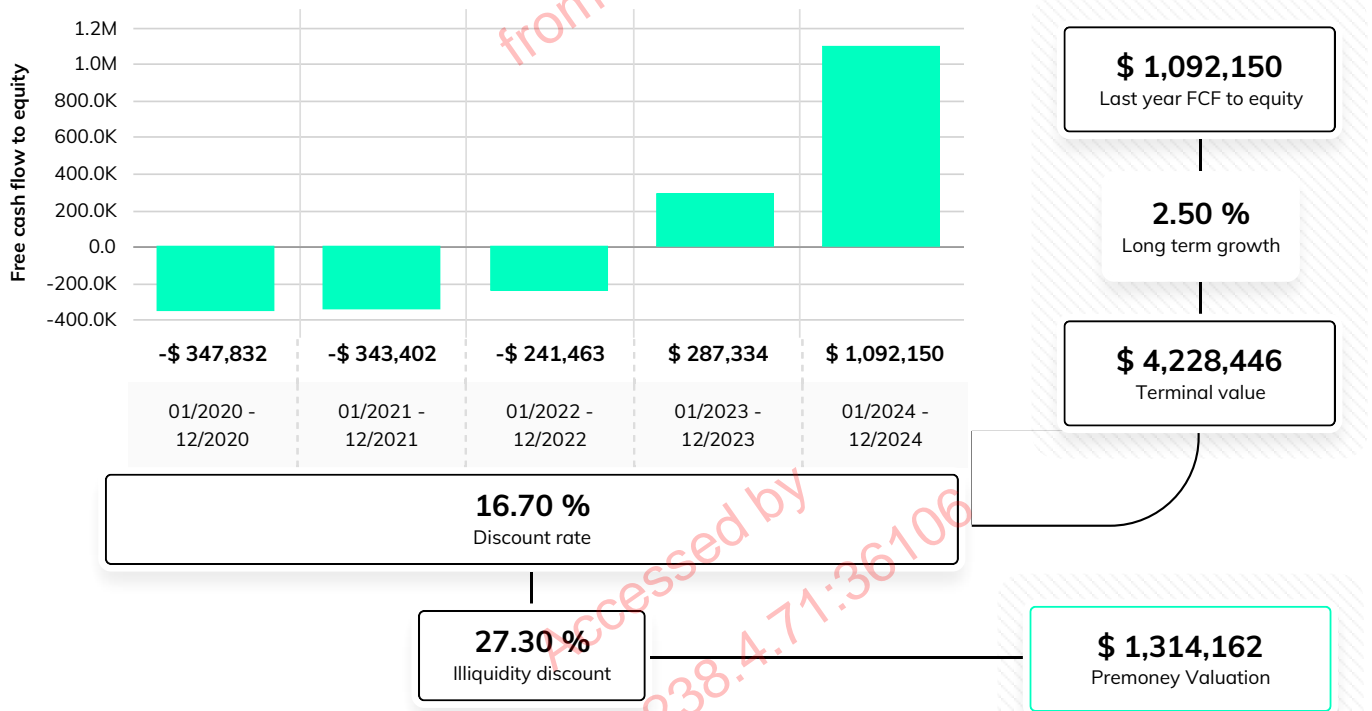 Free cash flow to equity
1.2M
1.0M
800.0K
600.0K
400.0K
200.0K
0.0
-200.0K
-400.0K
-$ 347,832
-$ 343,402
-$ 241,463
$ 287,334
$ 1,092,150
01/2020 -
12/2020
01/2021 -
12/2021
01/2022 -
12/2022
01/2023 -
12/2023
01/2024 -
12/2024
16.70 %
Discount rate
27.30 %
Illiquidity discount
$ 1,092,150
Last year FCF to equity
2.50 %
Long term growth
$ 4,228,446
Terminal value
$ 1,314,162
Premoney Valuation
from
Accessed by
238.4.71:36106